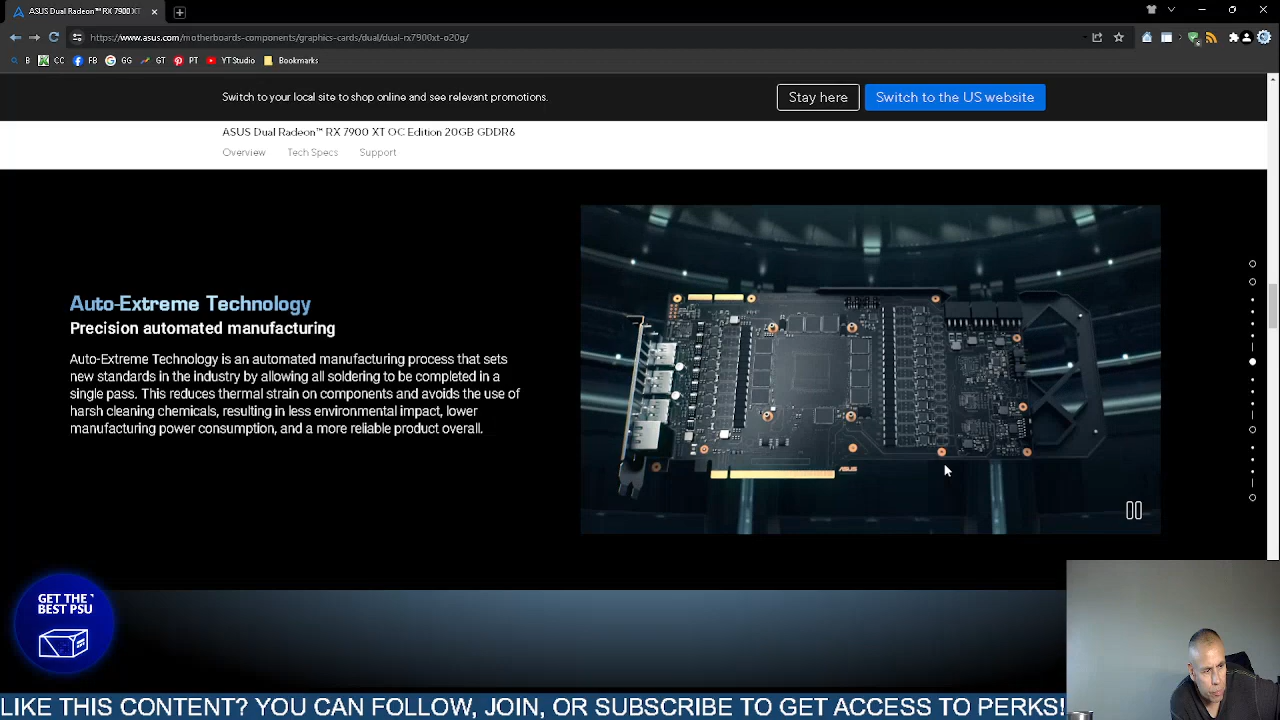 ASUS Dual Radeon™ RX 7900 XT
https://www.asus.com/motherboards-components/graphics-cards/dual/dual-rx7900xt-o20g/
B CC FB GG GT PT YT Studio Bookmarks
Switch to your local site to shop online and see relevant promotions.
Stay here
Switch to the US website
ASUS Dual Radeon™ RX 7900 XT OC Edition 20GB GDDR6
Overview Tech Specs Support
Auto-Extreme Technology
Precision automated manufacturing
Auto-Extreme Technology is an automated manufacturing process that sets
new standards in the industry by allowing all soldering to be completed in a
single pass. This reduces thermal strain on components and avoids the use of
harsh cleaning chemicals, resulting in less environmental impact, lower
manufacturing power consumption, and a more reliable product overall.
ASUS
GET THE
BEST PSU
LIKE THIS CONTENT? YOU CAN FOLLOW, JOIN, OR SUBSCRIBE TO GET ACCESS TO PERKS!